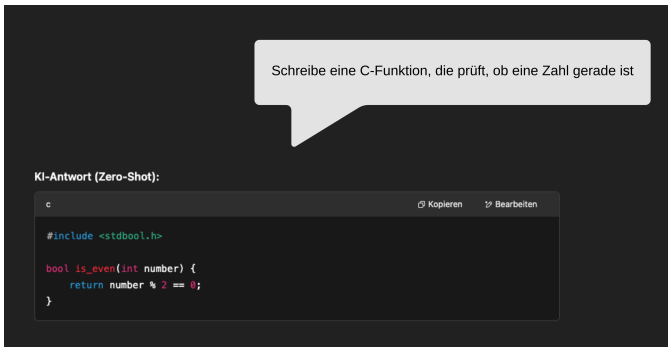 Schreibe eine C-Funktion, die prüft, ob eine Zahl gerade ist
KI-Antwort (Zero-Shot):
c Kopieren Bearbeiten
#include <stdbool.h>
bool is_even(int number) {
    return number % 2 == 0;
}